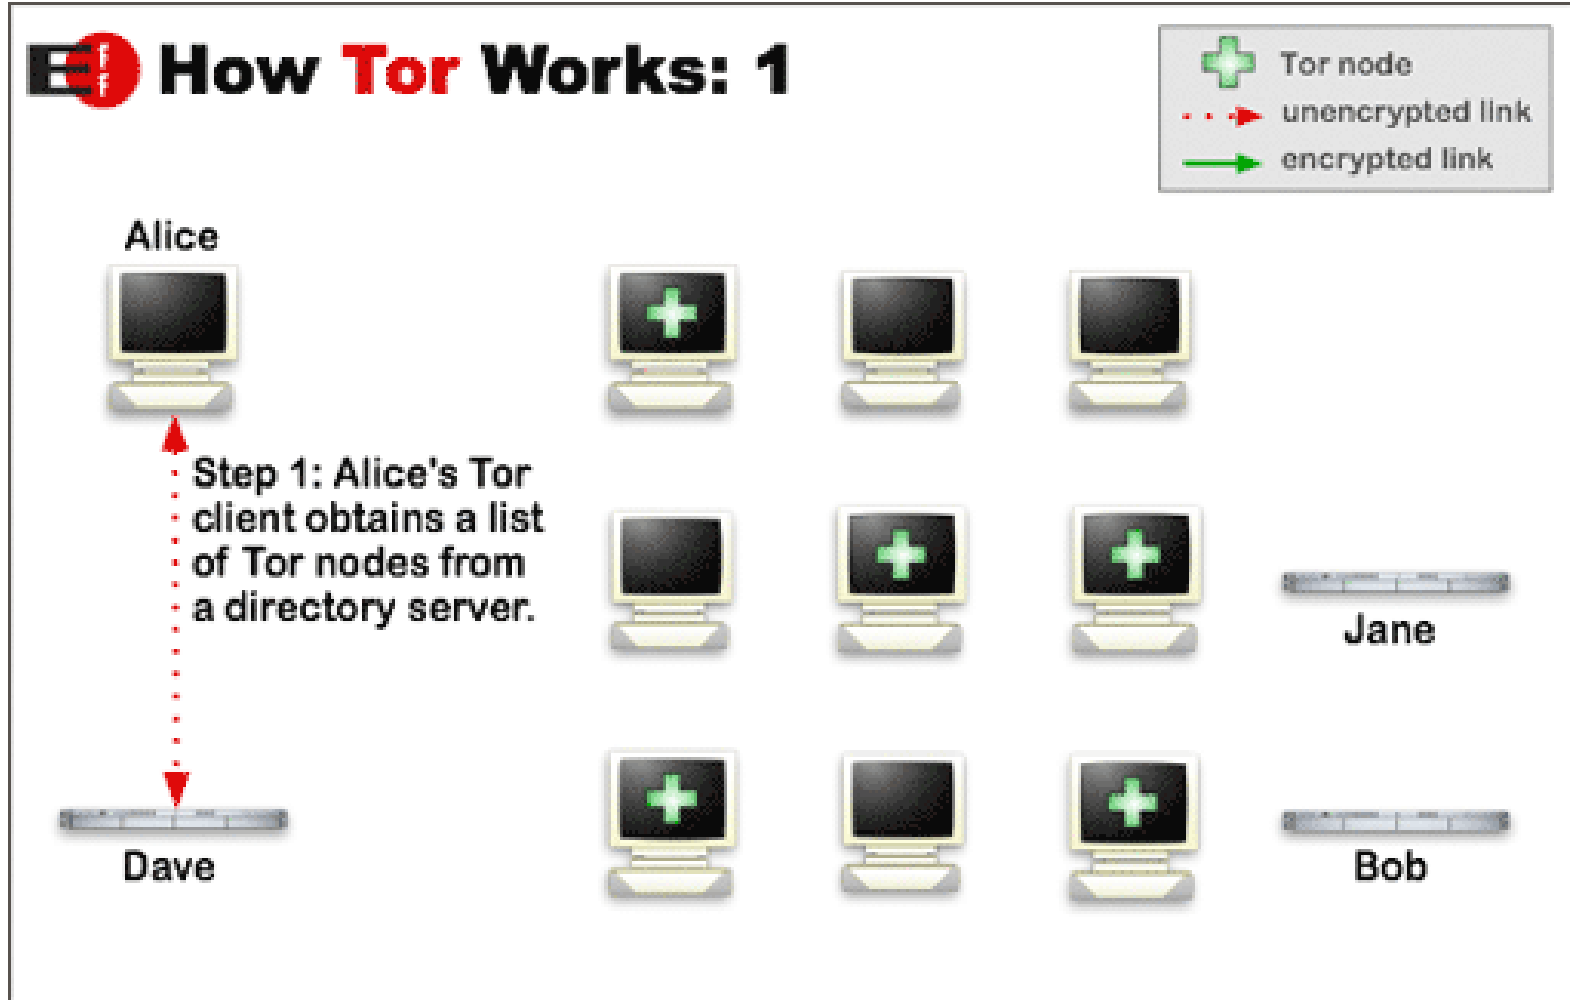 Eff How Tor Works: 1
Tor node
unencrypted link
encrypted link
Alice
Step 1: Alice's Tor
client obtains a list
of Tor nodes from
a directory server.
Jane
Dave
Bob